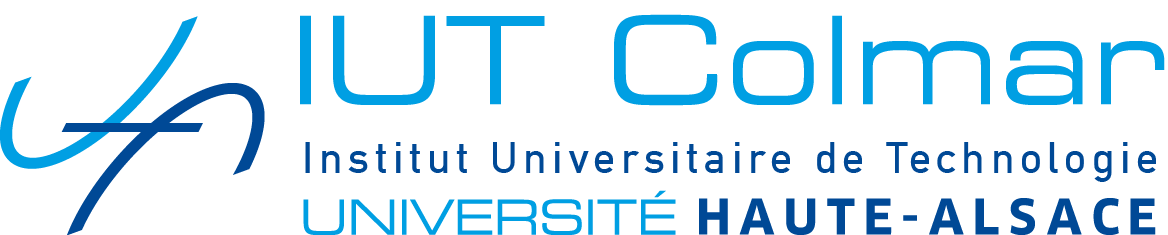 IUT Colmar
Institut Universitaire de Technologie
UNIVERSITÉ HAUTE-ALSACE